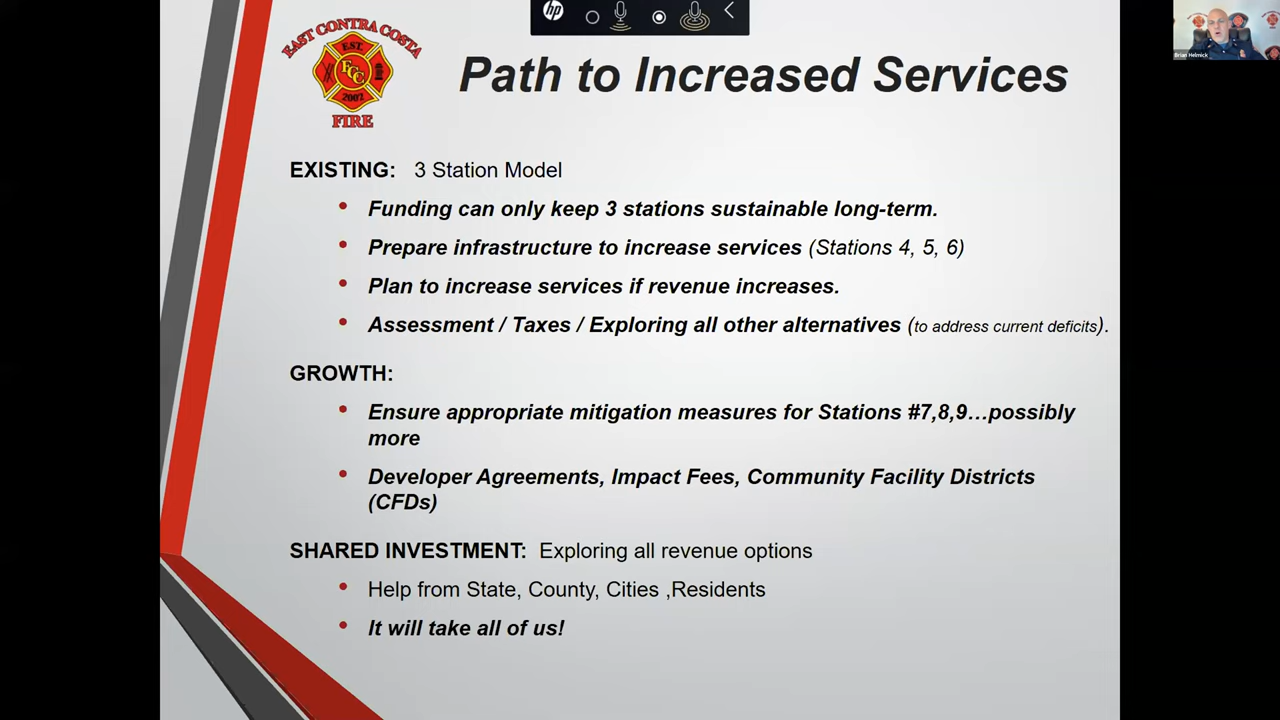 hp
Brian Helmick
EAST CONTRA COSTA
EST.
FCC
2002
FIRE
Path to Increased Services
EXISTING: 3 Station Model
• Funding can only keep 3 stations sustainable long-term.
• Prepare infrastructure to increase services (Stations 4, 5, 6)
• Plan to increase services if revenue increases.
• Assessment / Taxes / Exploring all other alternatives (to address current deficits).
GROWTH:
• Ensure appropriate mitigation measures for Stations #7,8,9…possibly
more
• Developer Agreements, Impact Fees, Community Facility Districts
(CFDs)
SHARED INVESTMENT: Exploring all revenue options
• Help from State, County, Cities ,Residents
• It will take all of us!